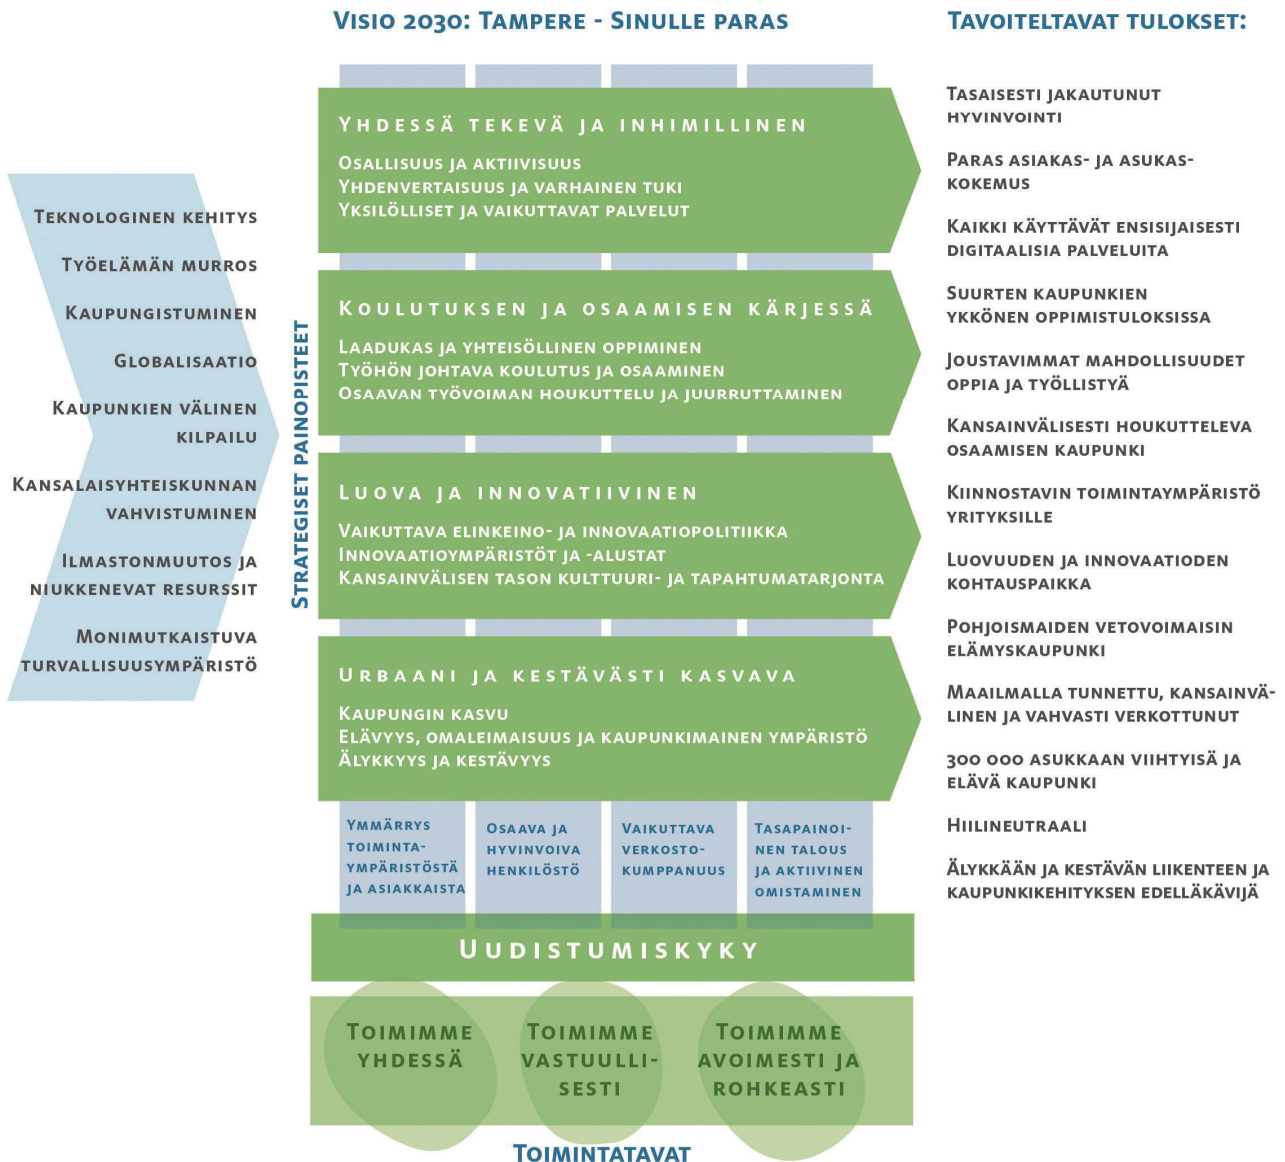 Visio 2030: Tampere - Sinulle paras
Tavoiteltavat tulokset:
Teknologinen kehitys
Työelämän murros
Kaupungistuminen
Globalisaatio
Kaupunkien välinen
kilpailu
Kansalaisyhteiskunnan
vahvistuminen
Ilmastonmuutos ja
niukkenevat resurssit
Monimutkaistuva
turvallisuusympäristö
Strategiset painopisteet
Yhdessä tekevä ja inhimillinen
Osallisuus ja aktiivisuus
Yhdenvertaisuus ja varhainen tuki
Yksilölliset ja vaikuttavat palvelut
Koulutuksen ja osaamisen kärjessä
Laadukas ja yhteisöllinen oppiminen
Työhön johtava koulutus ja osaaminen
Osaavan työvoiman houkuttelu ja juurruttaminen
Luova ja innovatiivinen
Vaikuttava elinkeino- ja innovaatiopolitiikka
Innovaatioympäristöt ja -alustat
Kansainvälisen tason kulttuuri- ja tapahtumatarjonta
Urbaani ja kestävästi kasvava
Kaupungin kasvu
Elävyys, omaleimaisuus ja kaupunkimainen ympäristö
Älykkyys ja kestävyys
Ymmärrys
toiminta-
ympäristöstä
ja asiakkaista
Osaava ja
hyvinvoiva
henkilöstö
Vaikuttava
verkosto-
kumppanuus
Tasapainoi-
nen talous
ja aktiivinen
omistaminen
Uudistumiskyky
Toimimme
yhdessä
Toimimme
vastuulli-
sesti
Toimimme
avoimesti ja
rohkeasti
Toimintatavat
Tasaisesti jakautunut
hyvinvointi
Paras asiakas- ja asukas-
kokemus
Kaikki käyttävät ensisijaisesti
digitaalisia palveluita
Suurten kaupunkien
ykkönen oppimistuloksissa
Joustavimmat mahdollisuudet
oppia ja työllistyä
Kansainvälisesti houkutteleva
osaamisen kaupunki
Kiinnostavin toimintaympäristö
yrityksille
Luovuuden ja innovaatioden
kohtauspaikka
Pohjoismaiden vetovoimaisin
elämyskaupunki
Maailmalla tunnettu, kansainvä-
linen ja vahvasti verkottunut
300 000 asukkaan viihtyisä ja
elävä kaupunki
Hiilineutraali
Älykkään ja kestävän liikenteen ja
kaupunkikehityksen edelläkävijä